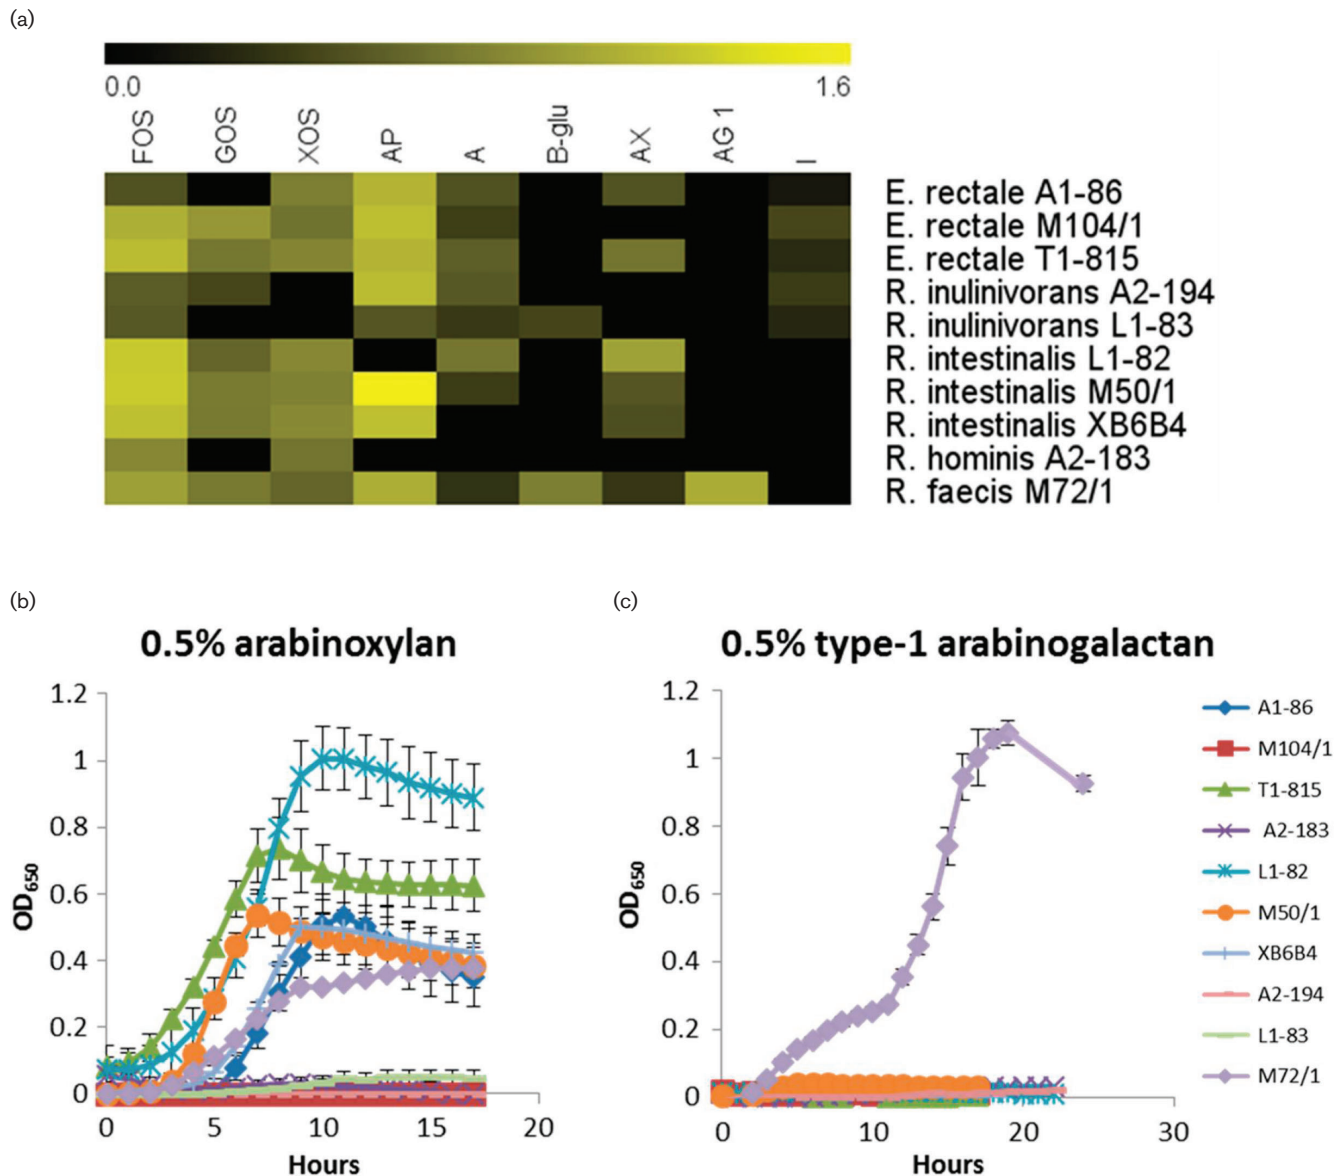 (a)
0.0 1.6
FOS GOS XOS AP A B-glu AX AG 1 I
E. rectale A1-86
E. rectale M104/1
E. rectale T1-815
R. inulinivorans A2-194
R. inulinivorans L1-83
R. intestinalis L1-82
R. intestinalis M50/1
R. intestinalis XB6B4
R. hominis A2-183
R. faecis M72/1
(b)
0.5% arabinoxylan
OD650
1.2
1
0.8
0.6
0.4
0.2
0
0 5 10 15 20
Hours
(c)
0.5% type-1 arabinogalactan
OD650
1.2
1
0.8
0.6
0.4
0.2
0
0 10 20 30
Hours
A1-86
M104/1
T1-815
A2-183
L1-82
M50/1
XB6B4
A2-194
L1-83
M72/1